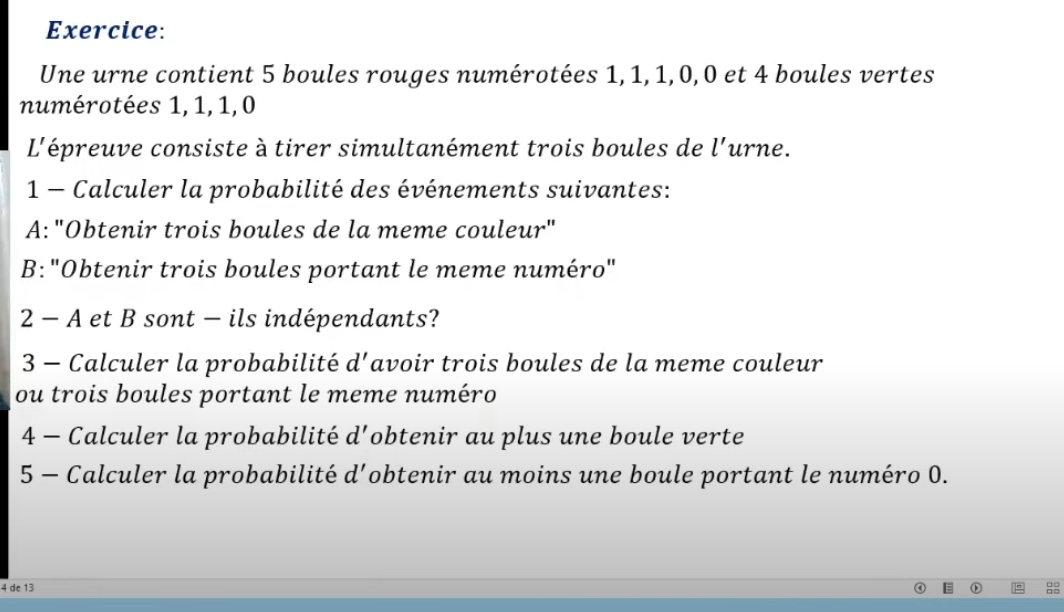 Exercice:
Une urne contient 5 boules rouges numérotées 1, 1, 1, 0, 0 et 4 boules vertes
numérotées 1, 1, 1, 0
L'épreuve consiste à tirer simultanément trois boules de l'urne.
1 − Calculer la probabilité des événements suivantes:
A: "Obtenir trois boules de la meme couleur"
B: "Obtenir trois boules portant le meme numéro"
2 − A et B sont − ils indépendants?
3 − Calculer la probabilité d'avoir trois boules de la meme couleur
ou trois boules portant le meme numéro
4 − Calculer la probabilité d'obtenir au plus une boule verte
5 − Calculer la probabilité d'obtenir au moins une boule portant le numéro 0.
4 de 13